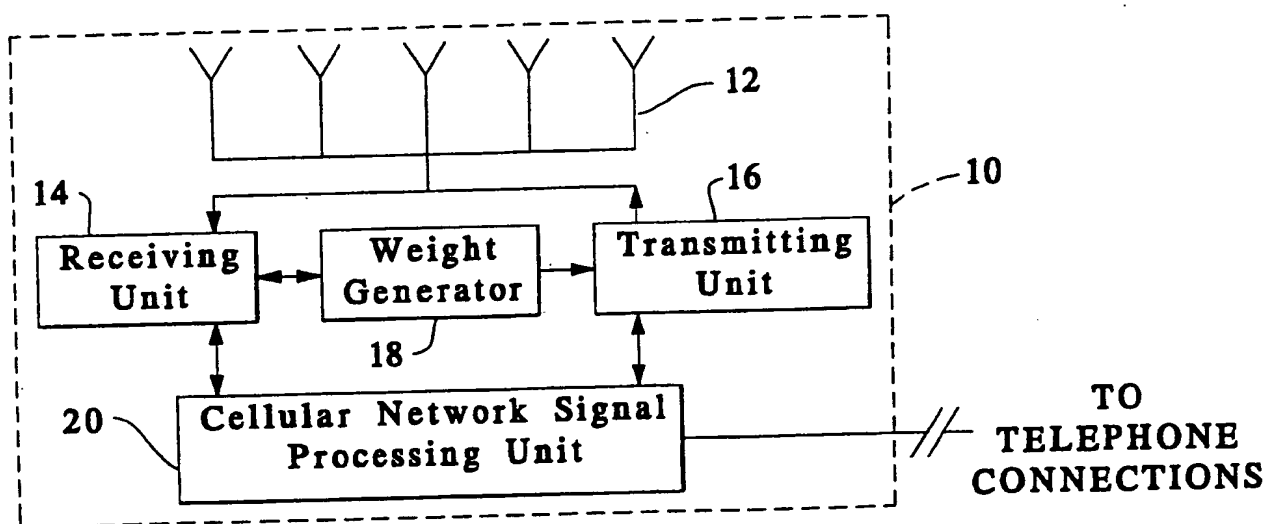 12
10
14
16
Receiving
Unit
Weight
Generator
Transmitting
Unit
18
20
Cellular Network Signal
Processing Unit
TO
TELEPHONE
CONNECTIONS